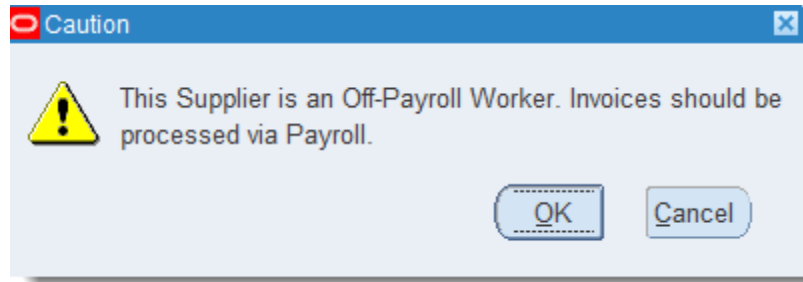 Caution
This Supplier is an Off-Payroll Worker. Invoices should be
processed via Payroll.
OK
Cancel